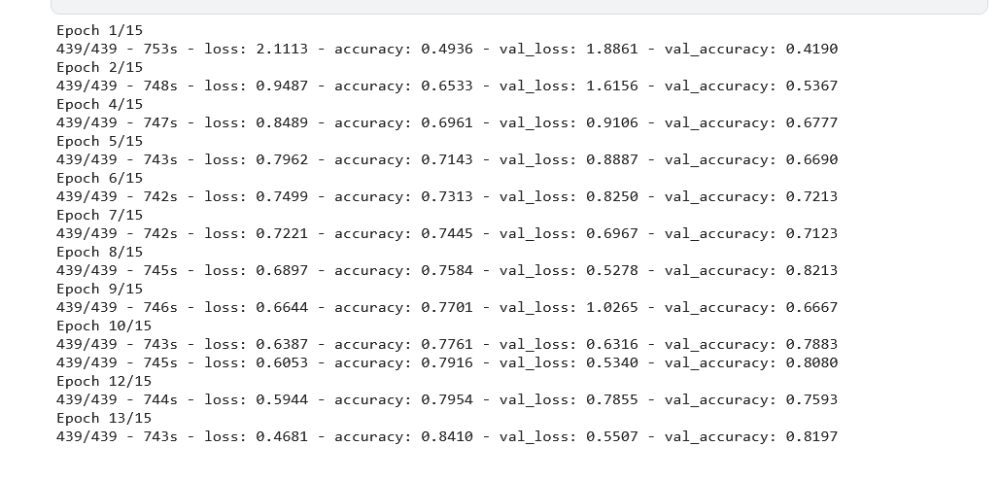 Epoch 1/15
439/439 - 753s - loss: 2.1113 - accuracy: 0.4936 - val_loss: 1.8861 - val_accuracy: 0.4190
Epoch 2/15
439/439 - 748s - loss: 0.9487 - accuracy: 0.6533 - val_loss: 1.6156 - val_accuracy: 0.5367
Epoch 4/15
439/439 - 747s - loss: 0.8489 - accuracy: 0.6961 - val_loss: 0.9106 - val_accuracy: 0.6777
Epoch 5/15
439/439 - 743s - loss: 0.7962 - accuracy: 0.7143 - val_loss: 0.8887 - val_accuracy: 0.6690
Epoch 6/15
439/439 - 742s - loss: 0.7499 - accuracy: 0.7313 - val_loss: 0.8250 - val_accuracy: 0.7213
Epoch 7/15
439/439 - 742s - loss: 0.7221 - accuracy: 0.7445 - val_loss: 0.6967 - val_accuracy: 0.7123
Epoch 8/15
439/439 - 745s - loss: 0.6897 - accuracy: 0.7584 - val_loss: 0.5278 - val_accuracy: 0.8213
Epoch 9/15
439/439 - 746s - loss: 0.6644 - accuracy: 0.7701 - val_loss: 1.0265 - val_accuracy: 0.6667
Epoch 10/15
439/439 - 743s - loss: 0.6387 - accuracy: 0.7761 - val_loss: 0.6316 - val_accuracy: 0.7883
439/439 - 745s - loss: 0.6053 - accuracy: 0.7916 - val_loss: 0.5340 - val_accuracy: 0.8080
Epoch 12/15
439/439 - 744s - loss: 0.5944 - accuracy: 0.7954 - val_loss: 0.7855 - val_accuracy: 0.7593
Epoch 13/15
439/439 - 743s - loss: 0.4681 - accuracy: 0.8410 - val_loss: 0.5507 - val_accuracy: 0.8197